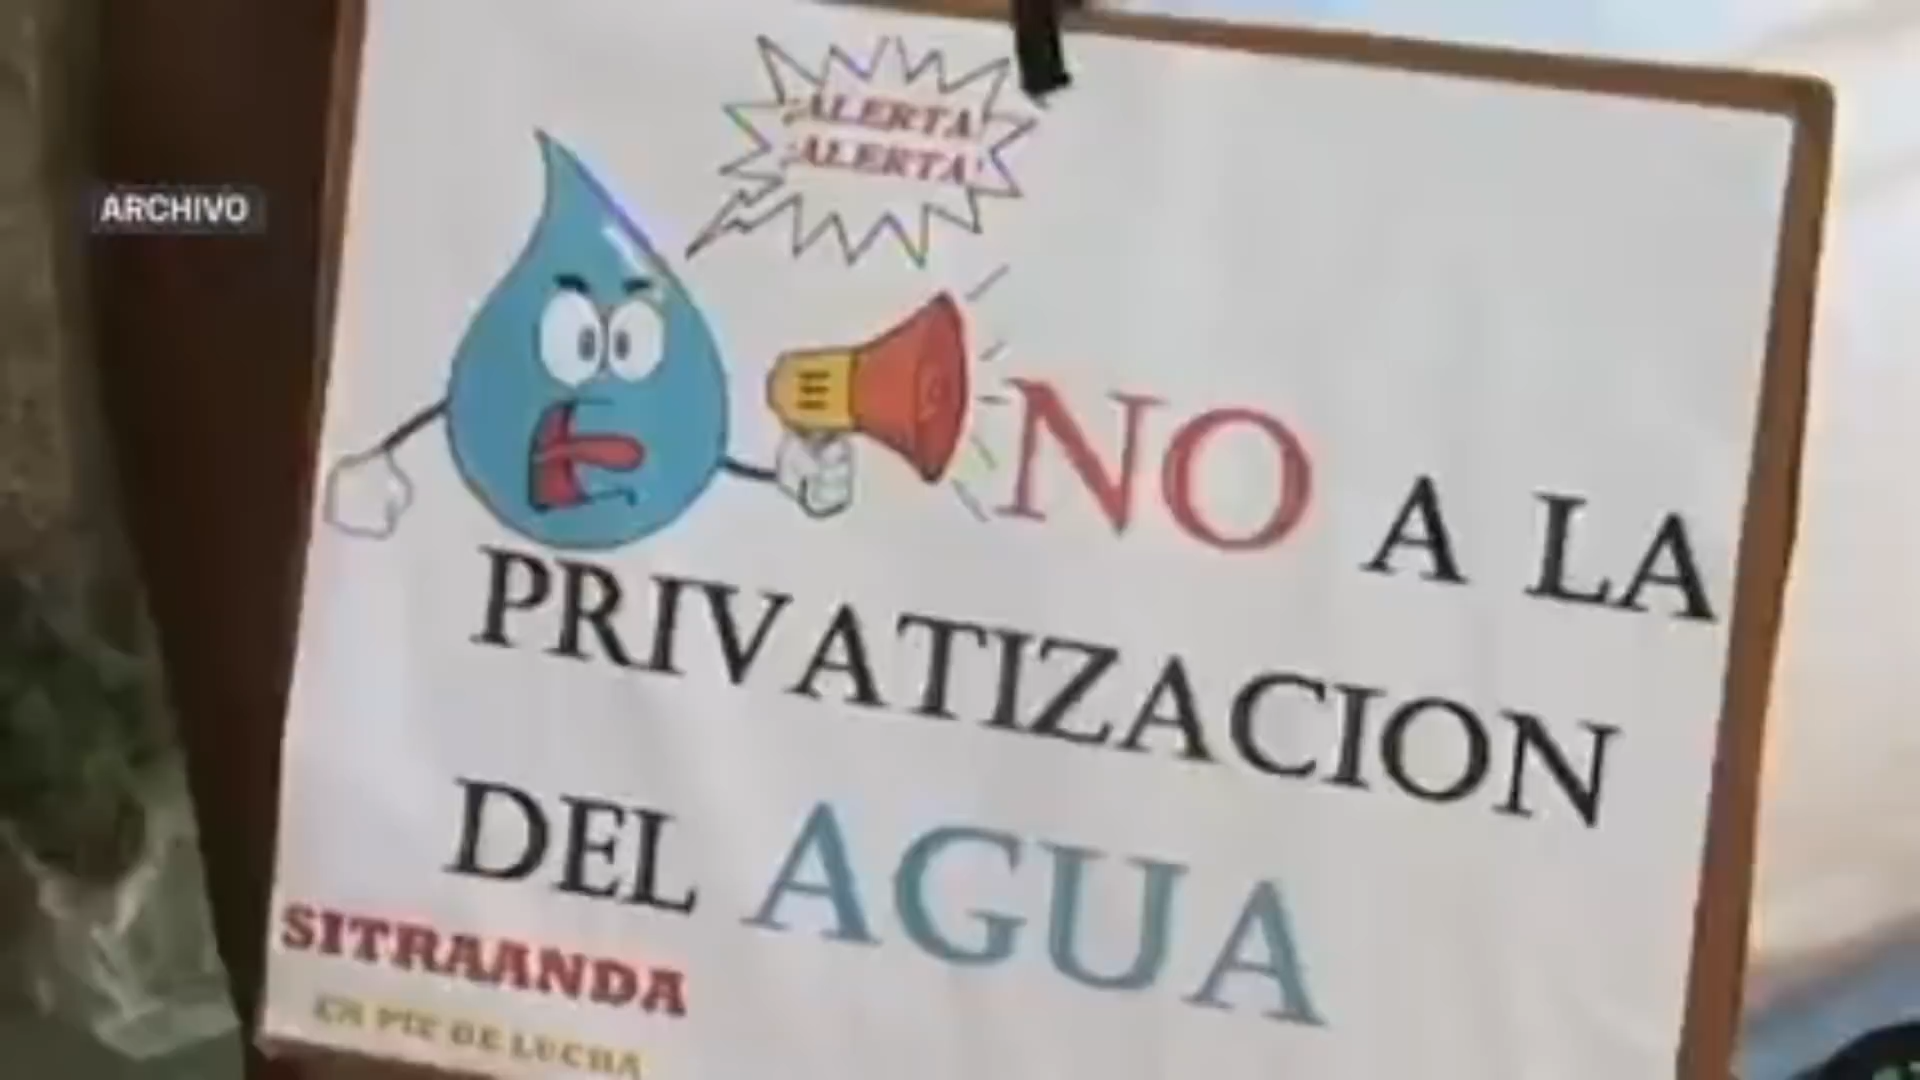 ARCHIVO
¡ALERTA!
¡ALERTA!
NO A LA
PRIVATIZACION
DEL AGUA
SITRAANDA
EN PIE DE LUCHA